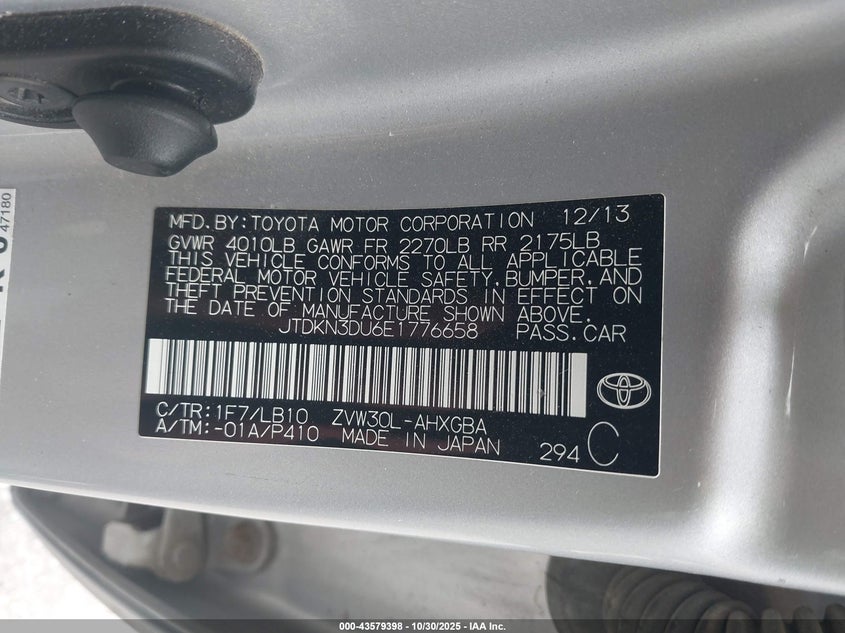 47180
MFD. BY: TOYOTA MOTOR CORPORATION 12/13
GVWR 4010LB GAWR FR 2270LB RR 2175LB
THIS VEHICLE CONFORMS TO ALL APPLICABLE
FEDERAL MOTOR VEHICLE SAFETY, BUMPER, AND
THEFT PREVENTION STANDARDS IN EFFECT ON
THE DATE OF MANUFACTURE SHOWN ABOVE.
JTDKN3DU6E1776658 PASS. CAR
C/TR: 1F7/LB10 ZVW30L-AHXGBA
A/TM: -01A/P410 MADE IN JAPAN 294 C
000-43579398 - 10/30/2025 - IAA Inc.